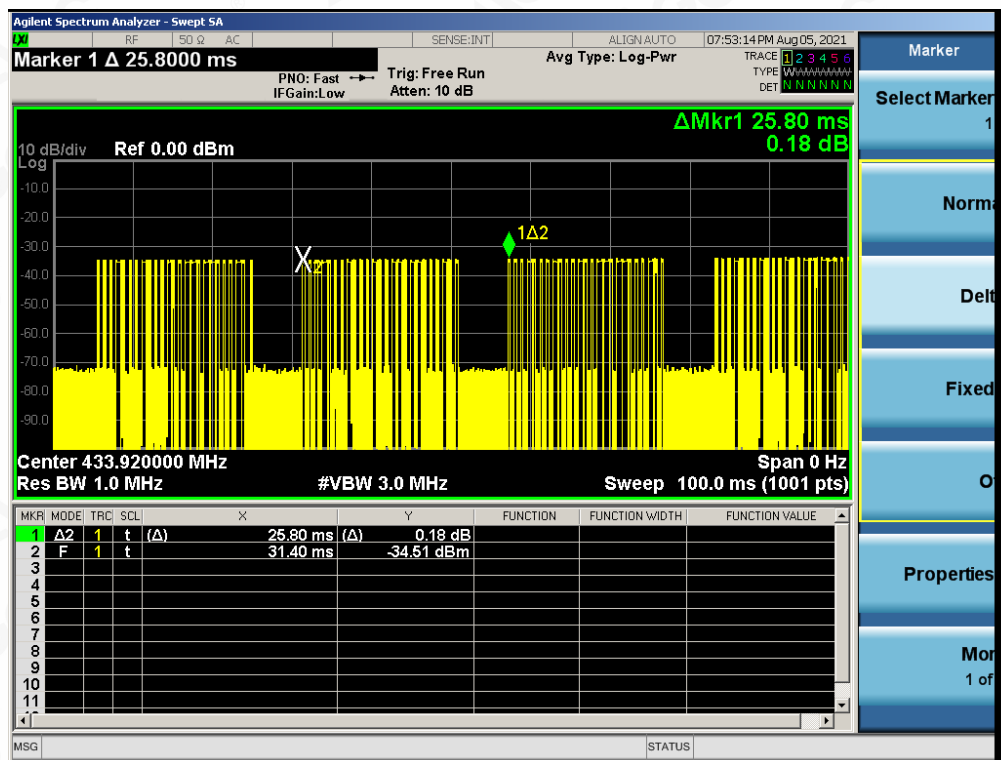 Agilent Spectrum Analyzer - Swept SA
LXI RF 50 Ω AC SENSE:INT ALIGN AUTO 07:53:14 PM Aug 05, 2021
Marker 1 Δ 25.8000 ms
PNO: Fast
IFGain:Low
Trig: Free Run
Atten: 10 dB
Avg Type: Log-Pwr
TRACE 1 2 3 4 5 6
TYPE W
DET N N N N N N
ΔMkr1 25.80 ms
0.18 dB
10 dB/div Ref 0.00 dBm
Log
-10.0
-20.0
-30.0
-40.0
-50.0
-60.0
-70.0
-80.0
-90.0
X2
1Δ2
Center 433.920000 MHz Span 0 Hz
Res BW 1.0 MHz #VBW 3.0 MHz Sweep 100.0 ms (1001 pts)
MKR MODE TRC SCL X Y FUNCTION FUNCTION WIDTH FUNCTION VALUE
1 Δ2 1 t (Δ) 25.80 ms (Δ) 0.18 dB
2 F 1 t 31.40 ms -34.51 dBm
3
4
5
6
7
8
9
10
11
MSG STATUS
Marker
Select Marker
1
Norma
Delt
Fixed
O
Properties
Mor
1 of